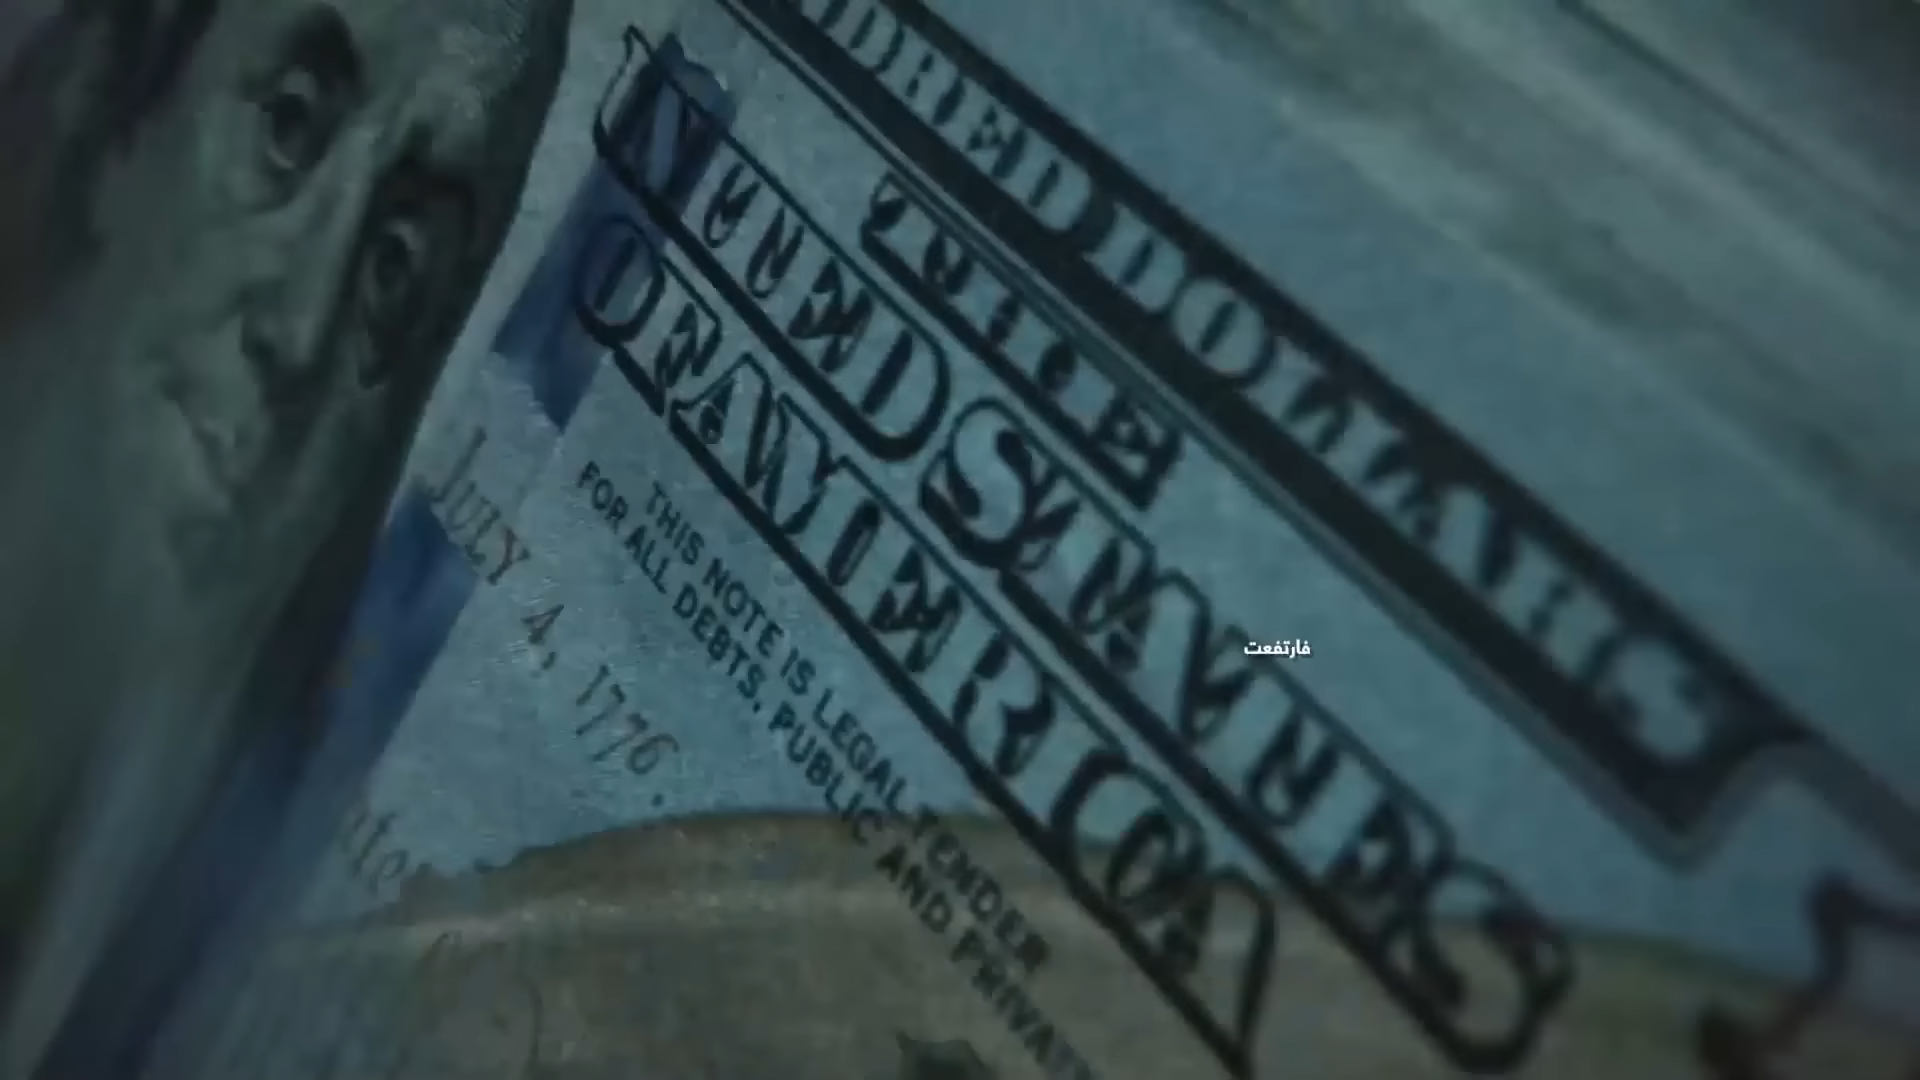 DOLLARS
THE
UNITED STATES
OF AMERICA
THIS NOTE IS LEGAL TENDER
FOR ALL DEBTS, PUBLIC AND
JULY 4, 1776.
فارتفعت